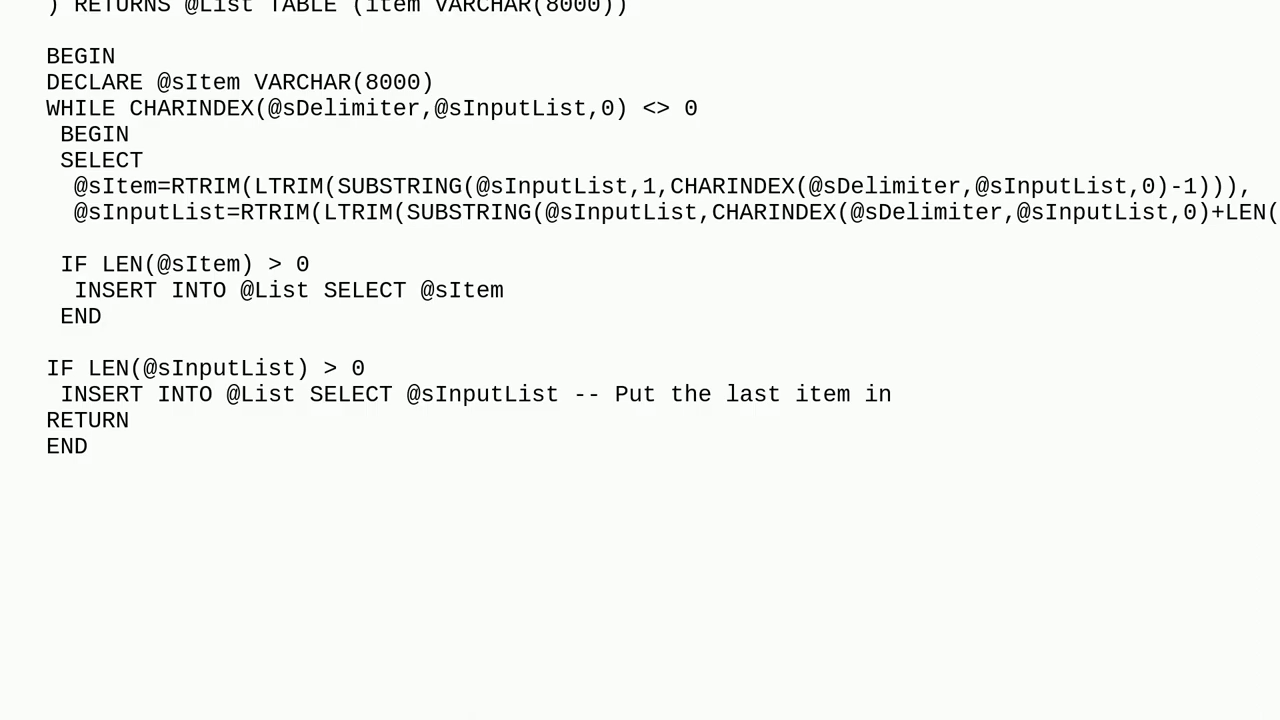 ) RETURNS @List TABLE (item VARCHAR(8000))
BEGIN
DECLARE @sItem VARCHAR(8000)
WHILE CHARINDEX(@sDelimiter,@sInputList,0) <> 0
BEGIN
SELECT
@sItem=RTRIM(LTRIM(SUBSTRING(@sInputList,1,CHARINDEX(@sDelimiter,@sInputList,0)-1))),
@sInputList=RTRIM(LTRIM(SUBSTRING(@sInputList,CHARINDEX(@sDelimiter,@sInputList,0)+LEN(
IF LEN(@sItem) > 0
INSERT INTO @List SELECT @sItem
END
IF LEN(@sInputList) > 0
INSERT INTO @List SELECT @sInputList -- Put the last item in
RETURN
END